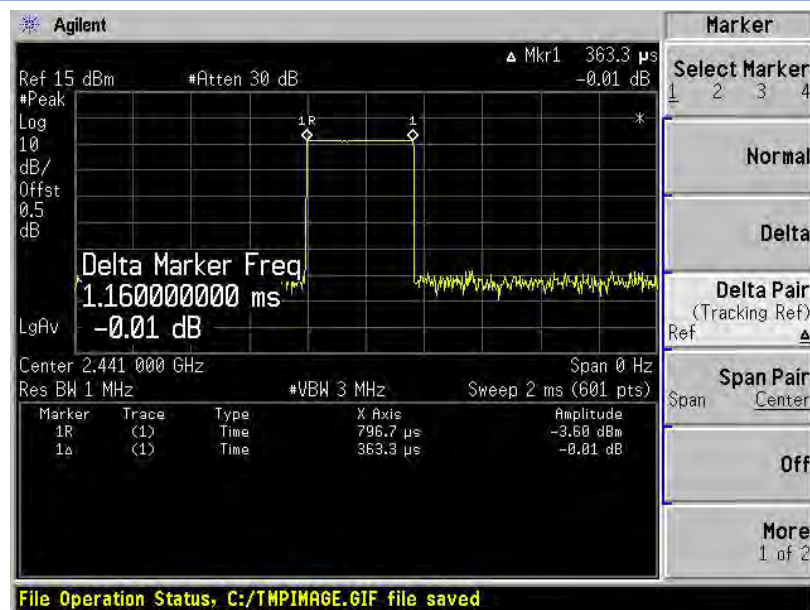 Agilent
Marker
Δ Mkr1 363.3 µs
Ref 15 dBm #Atten 30 dB -0.01 dB
#Peak
Log
10
dB/
Offst
0.5
dB
1R 1
*
Delta Marker Freq
1.160000000 ms
-0.01 dB
LgAv
Center 2.441 000 GHz Span 0 Hz
Res BW 1 MHz #VBW 3 MHz Sweep 2 ms (601 pts)
Marker Trace Type X Axis Amplitude
1R (1) Time 796.7 µs -3.60 dBm
1Δ (1) Time 363.3 µs -0.01 dB
Select Marker
1 2 3 4
Normal
Delta
Delta Pair
(Tracking Ref)
Ref Δ
Span Pair
Span Center
Off
More
1 of 2
File Operation Status, C:/TMPIMAGE.GIF file saved